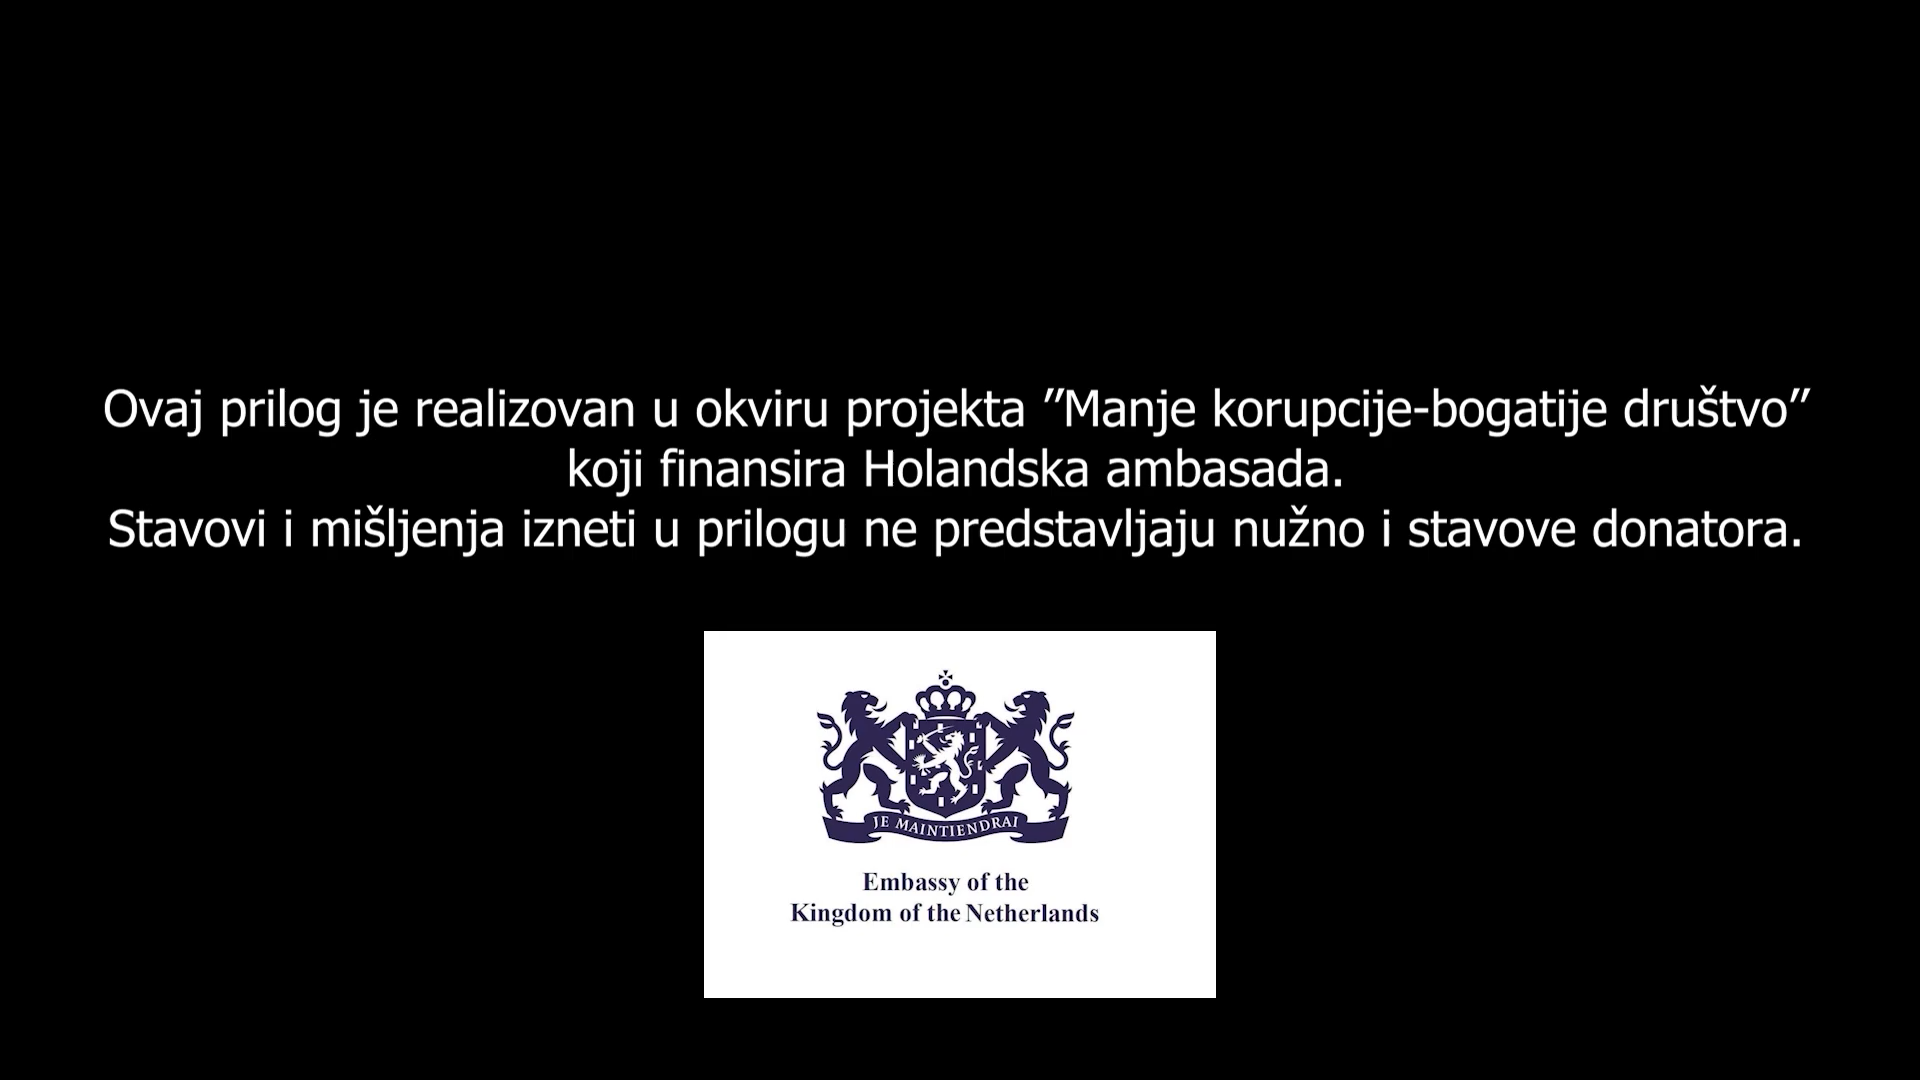 Ovaj prilog je realizovan u okviru projekta ’’Manje korupcije-bogatije društvo’’
koji finansira Holandska ambasada.
Stavovi i mišljenja izneti u prilogu ne predstavljaju nužno i stavove donatora.
JE MAINTIENDRAI
Embassy of the
Kingdom of the Netherlands